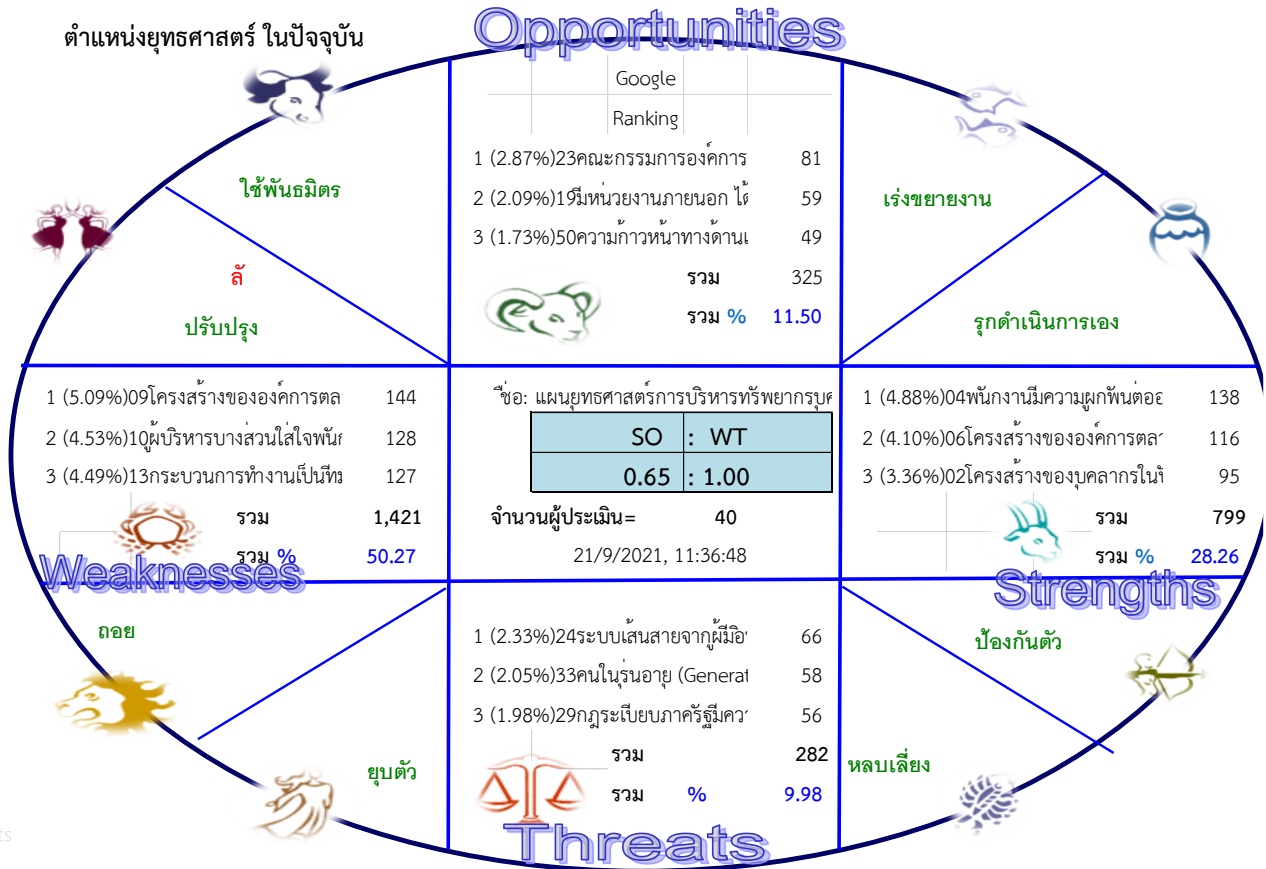 ตำแหน่งยุทธศาสตร์ ในปัจจุบัน
Opportunities
Google
Ranking
1 (2.87%)23คณะกรรมการองค์การ 81
2 (2.09%)19มีหน่วยงานภายนอก ได้ 59
3 (1.73%)50ความก้าวหน้าทางด้านเ 49
รวม 325
รวม % 11.50
ใช้พันธมิตร
ลั
ปรับปรุง
เร่งขยายงาน
รุกดำเนินการเอง
1 (5.09%)09โครงสร้างขององค์การตล 144
2 (4.53%)10ผู้บริหารบางส่วนใส่ใจพนัก 128
3 (4.49%)13กระบวนการทำงานเป็นทีม 127
รวม 1,421
รวม % 50.27
Weaknesses
ชื่อ: แผนยุทธศาสตร์การบริหารทรัพยากรบุค
SO : WT
0.65 : 1.00
จำนวนผู้ประเมิน= 40
21/9/2021, 11:36:48
1 (4.88%)04พนักงานมีความผูกพันต่ออ 138
2 (4.10%)06โครงสร้างขององค์การตลา 116
3 (3.36%)02โครงสร้างของบุคลากรใน 95
รวม 799
รวม % 28.26
Strengths
ถอย
ยุบตัว
1 (2.33%)24ระบบเส้นสายจากผู้มีอิ 66
2 (2.05%)33คนในรุ่นอายุ (Generat 58
3 (1.98%)29กฎระเบียบภาครัฐมีควา 56
รวม 282
รวม % 9.98
Threats
ป้องกันตัว
หลบเลี่ยง
ts